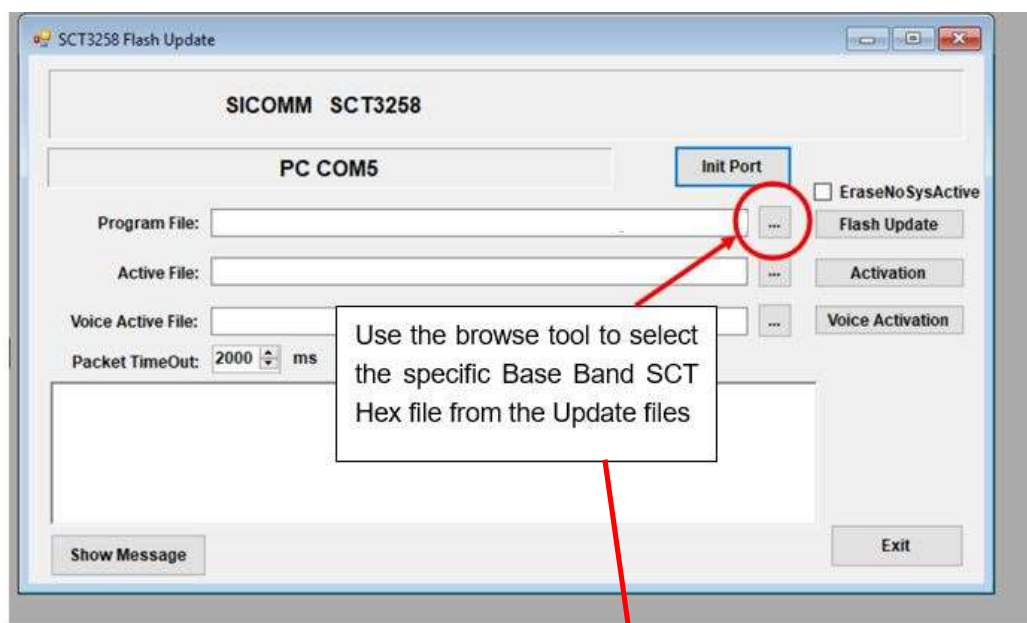 SCT3258 Flash Update
SICOMM SCT3258
PC COM5
Init Port
EraseNoSysActive
Program File:
...
Flash Update
Active File:
...
Activation
Voice Active File:
...
Voice Activation
Packet TimeOut: 2000 ms
Use the browse tool to select
the specific Base Band SCT
Hex file from the Update files
Show Message
Exit